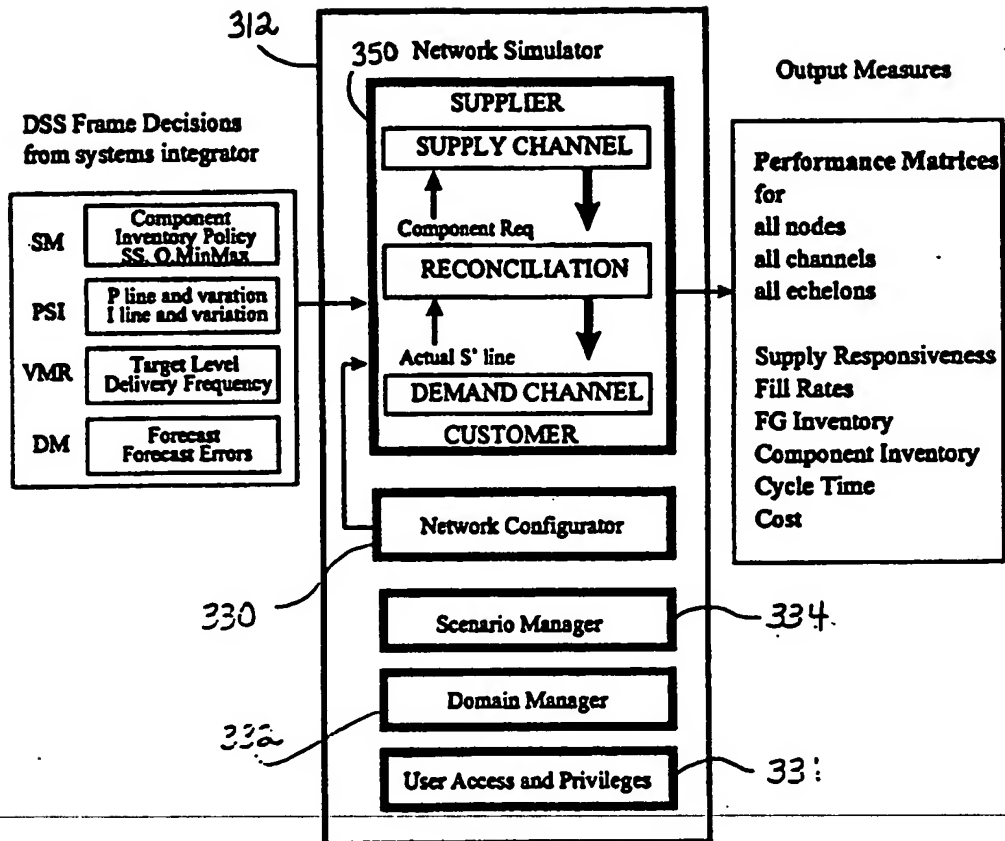 312
350
Network Simulator
Output Measures
DSS Frame Decisions
from systems integrator
SM
Component
Inventory Policy
SS, Q, MinMax
PSI
P line and varation
I line and variation
VMR
Target Level
Delivery Frequency
DM
Forecast
Forecast Errors
SUPPLIER
SUPPLY CHANNEL
Component Req
RECONCILIATION
Actual S' line
DEMAND CHANNEL
CUSTOMER
Network Configurator
330
Scenario Manager
334
Domain Manager
332
User Access and Privileges
Performance Matrices
for
all nodes
all channels
all echelons
Supply Responsiveness
Fill Rates
FG Inventory
Component Inventory
Cycle Time
Cost